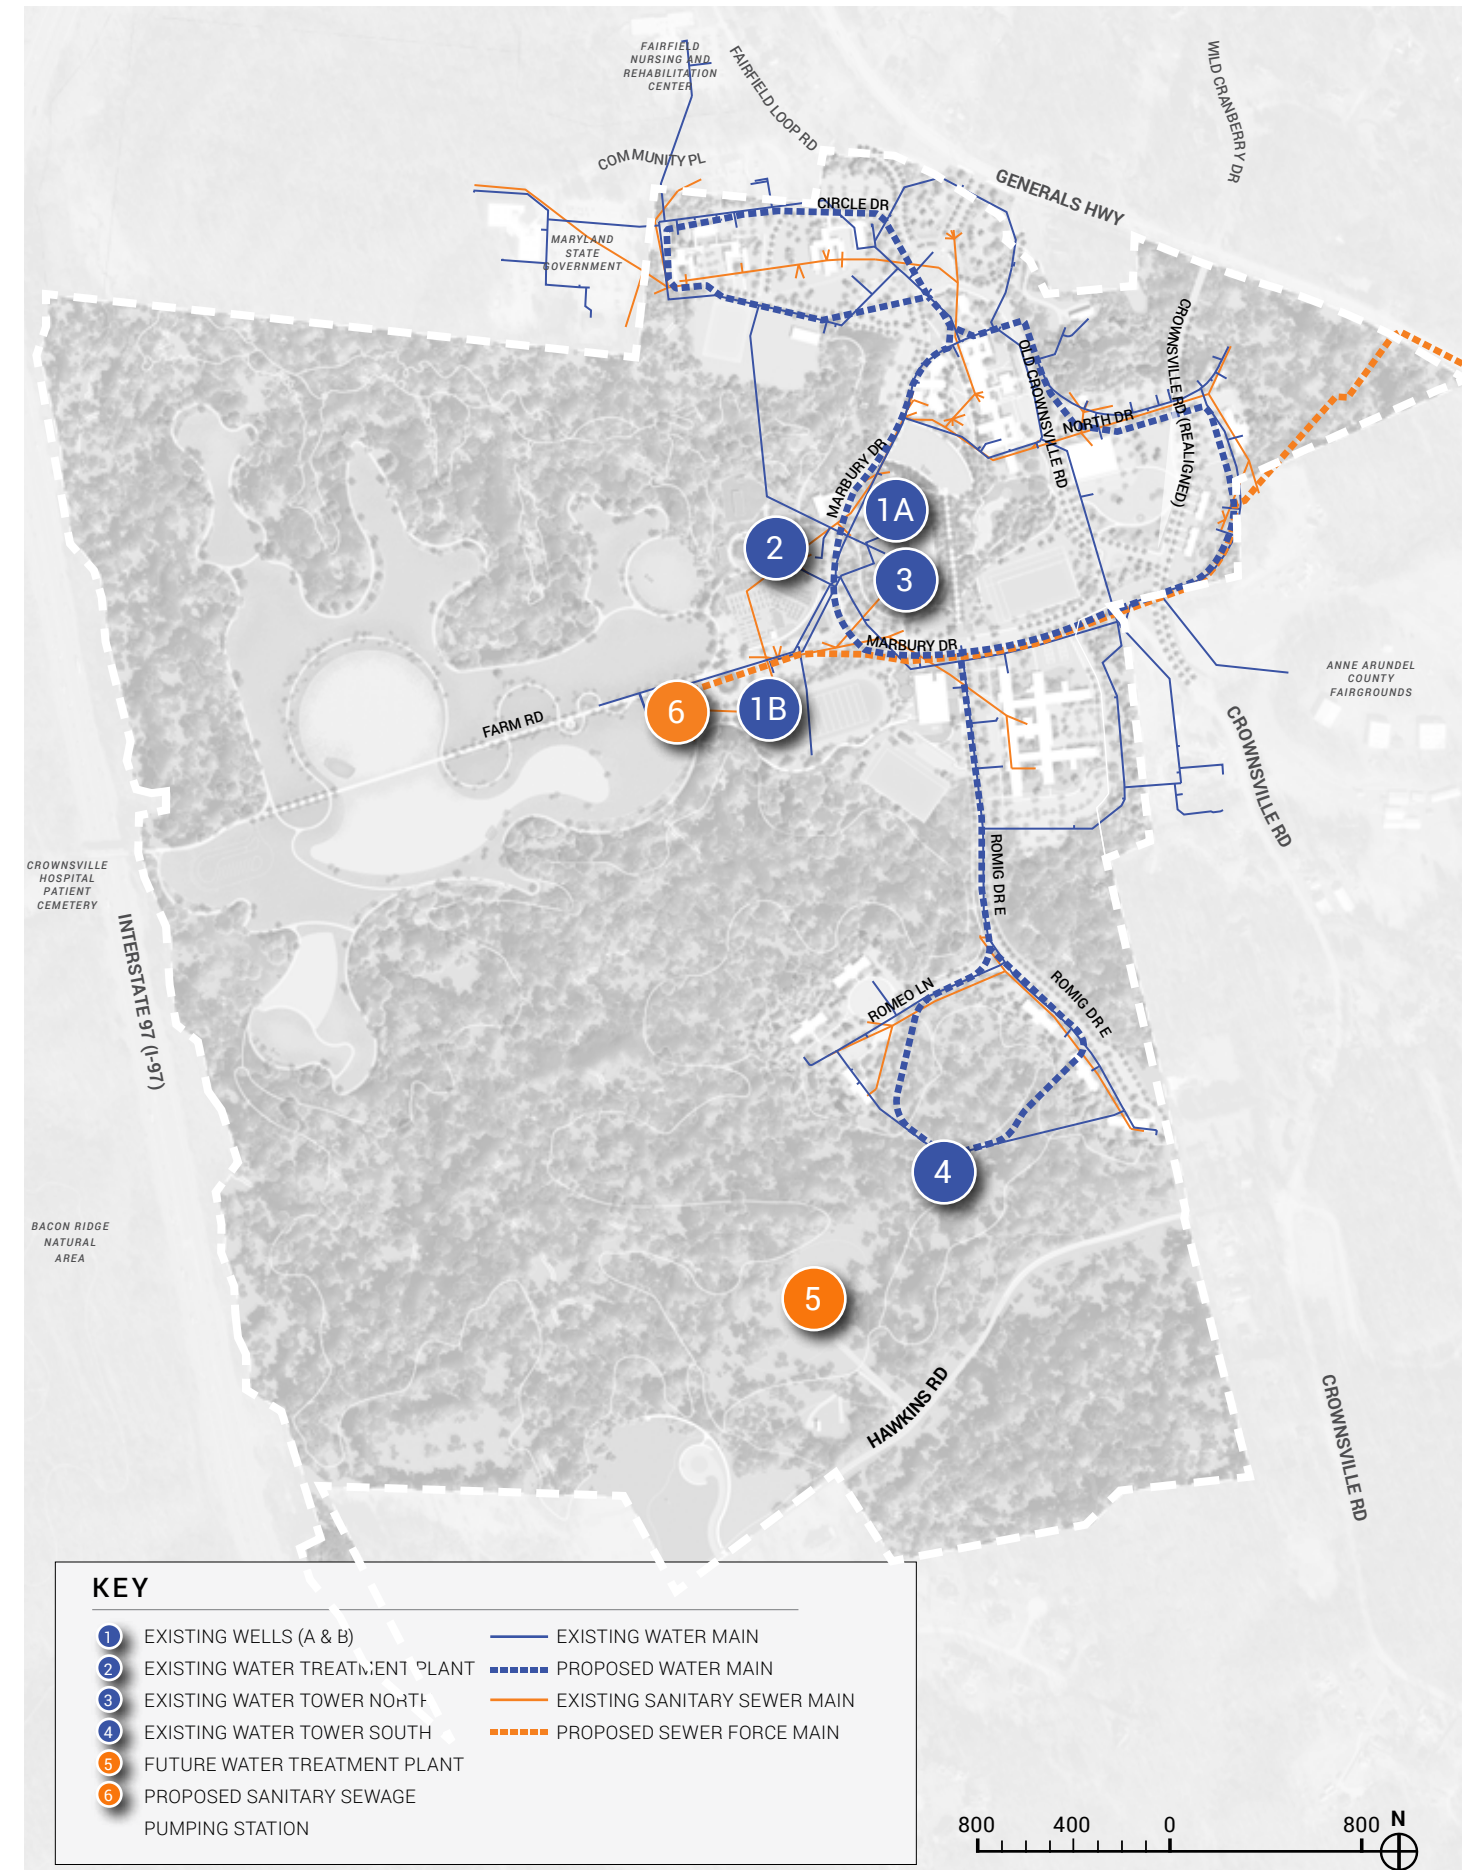 FAIRFIELD
NURSING AND
REHABILITATION
CENTER
FAIRFIELD LOOP RD
WILD CRANBERRY DR
COMMUNITY PL
GENERALS HWY
CIRCLE DR
MARYLAND
STATE
GOVERNMENT
CROWNSVILLE RD (REALIGNED)
OLD CROWNSVILLE RD
NORTH DR
MARBURY DR
1A
2
3
MARBURY DR
ANNE ARUNDEL
COUNTY
FAIRGROUNDS
6
1B
FARM RD
CROWNSVILLE RD
ROMIG DR E
CROWNSVILLE
HOSPITAL
PATIENT
CEMETERY
INTERSTATE 97 (I-97)
ROMEO LN
ROMIG DR E
4
BACON RIDGE
NATURAL
AREA
5
HAWKINS RD
CROWNSVILLE RD
KEY
1 EXISTING WELLS (A & B)
2 EXISTING WATER TREATMENT PLANT
3 EXISTING WATER TOWER NORTH
4 EXISTING WATER TOWER SOUTH
5 FUTURE WATER TREATMENT PLANT
6 PROPOSED SANITARY SEWAGE
PUMPING STATION
EXISTING WATER MAIN
PROPOSED WATER MAIN
EXISTING SANITARY SEWER MAIN
PROPOSED SEWER FORCE MAIN
800 400 0 800 N